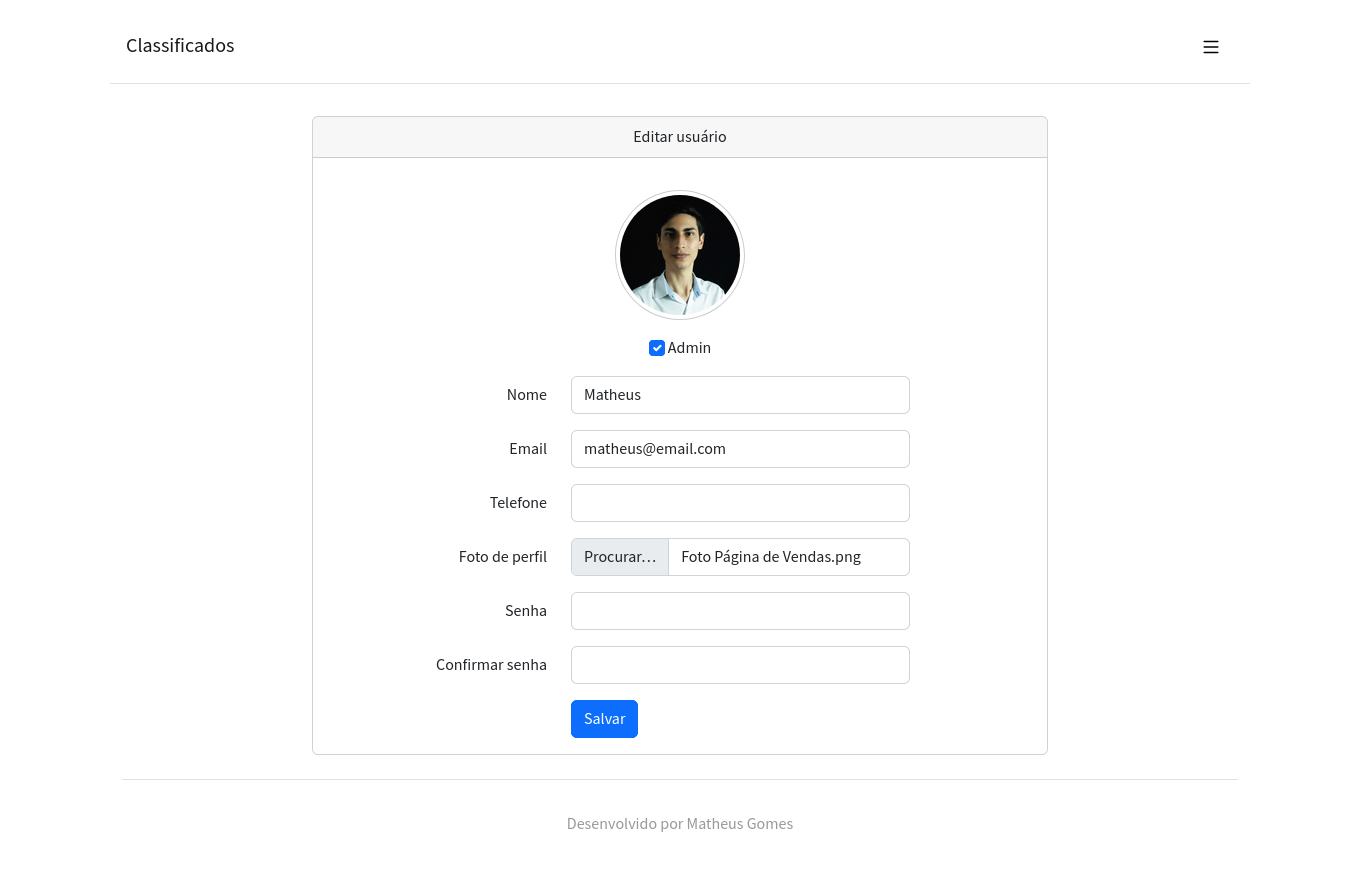 Classificados
Editar usuário
Admin
Nome
Matheus
Email
matheus@email.com
Telefone
Foto de perfil
Procurar...
Foto Página de Vendas.png
Senha
Confirmar senha
Salvar
Desenvolvido por Matheus Gomes